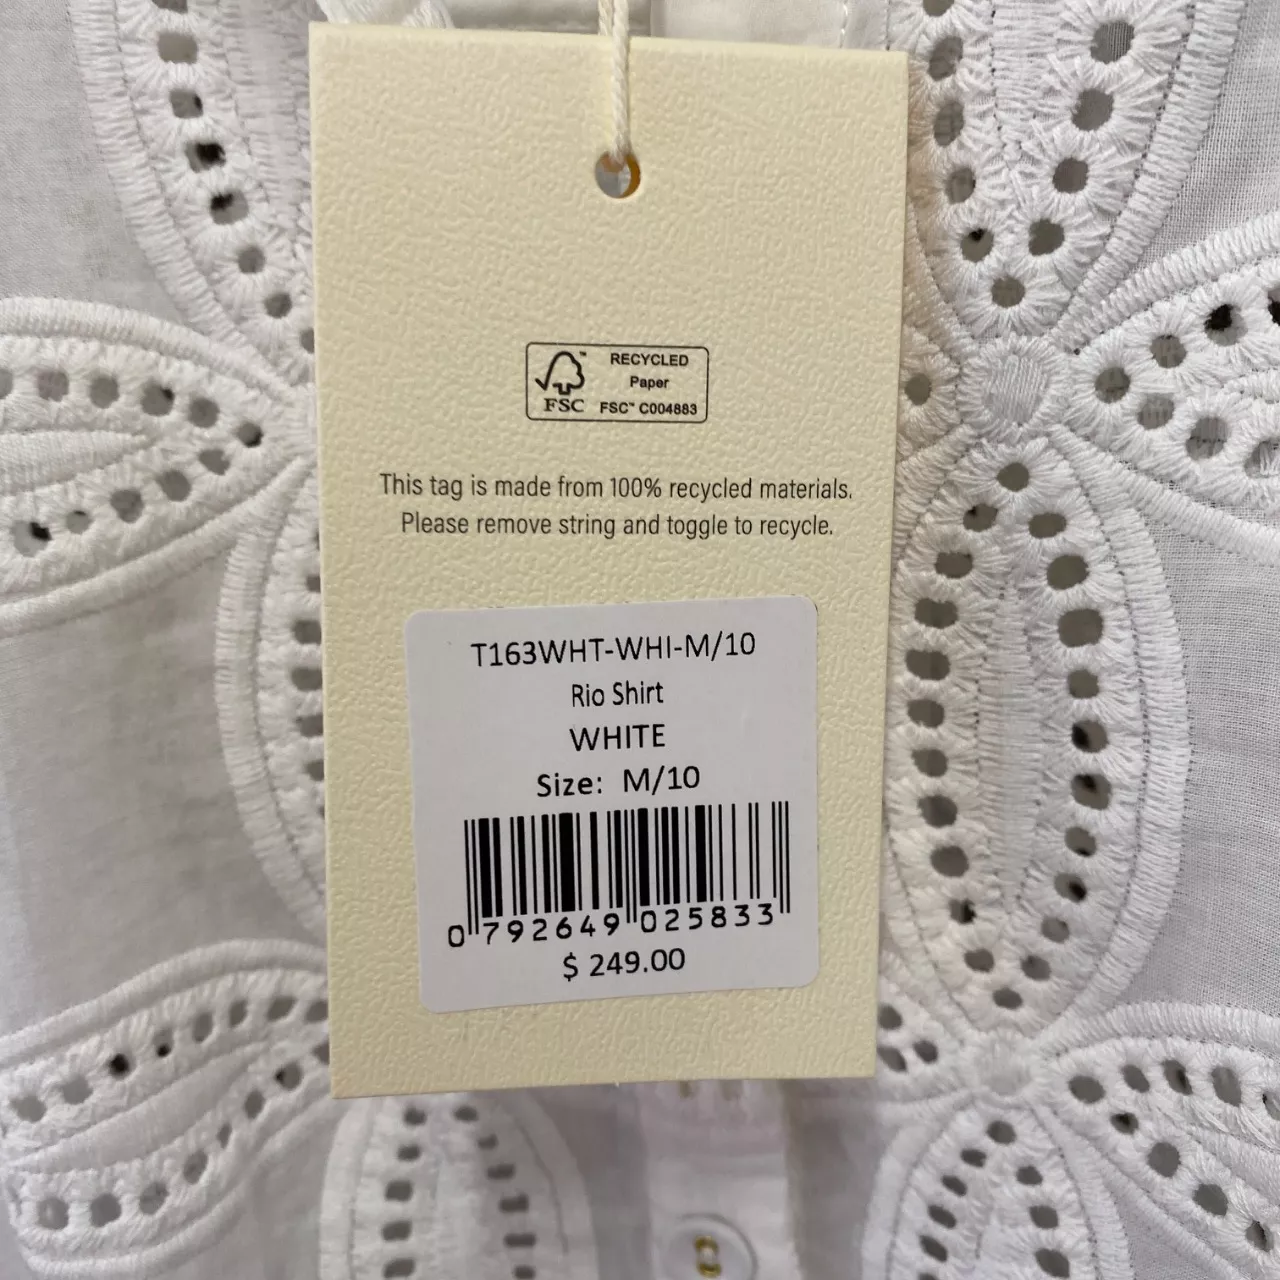 RECYCLED
Paper
FSC™ C004883
FSC
This tag is made from 100% recycled materials.
Please remove string and toggle to recycle.
T163WHT-WHI-M/10
Rio Shirt
WHITE
Size: M/10
0 792649 025833
$ 249.00